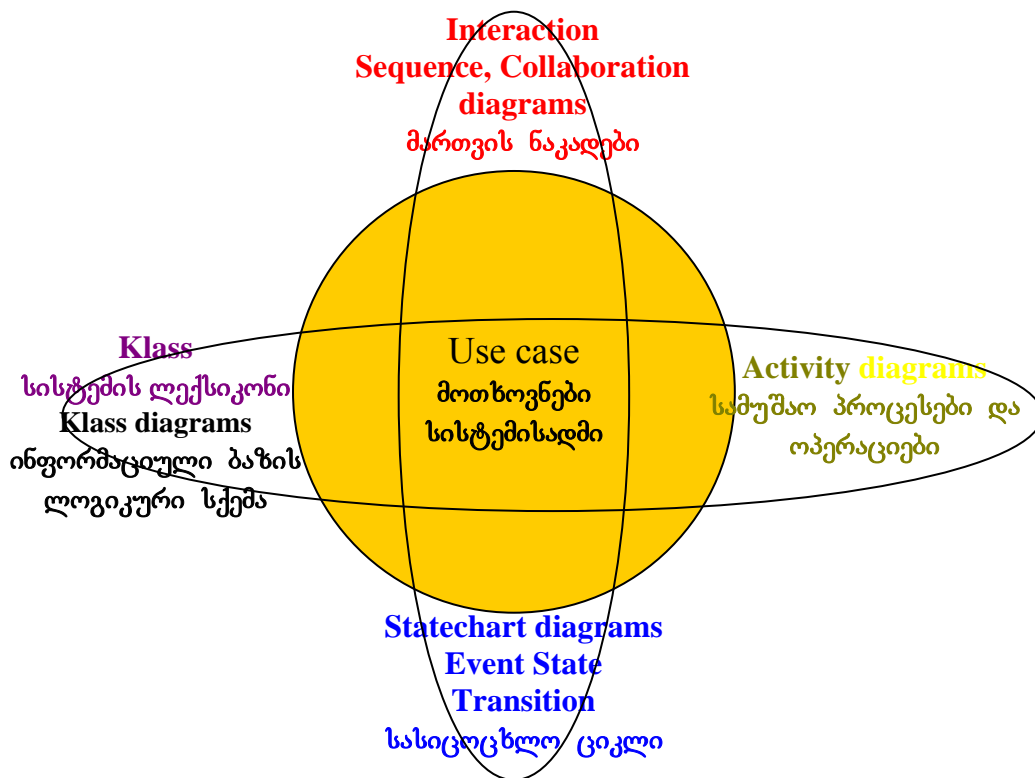 Interaction
Sequence, Collaboration
diagrams
მართვის ნაკადები
Klass
სისტემის ლექსიკონი
Klass diagrams
ინფორმაციული ბაზის
ლოგიკური სქემა
Use case
მოთხოვნები
სისტემისადმი
Activity diagrams
სამუშაო პროცესები და
ოპერაციები
Statechart diagrams
Event State
Transition
სასიცოცხლო ციკლი